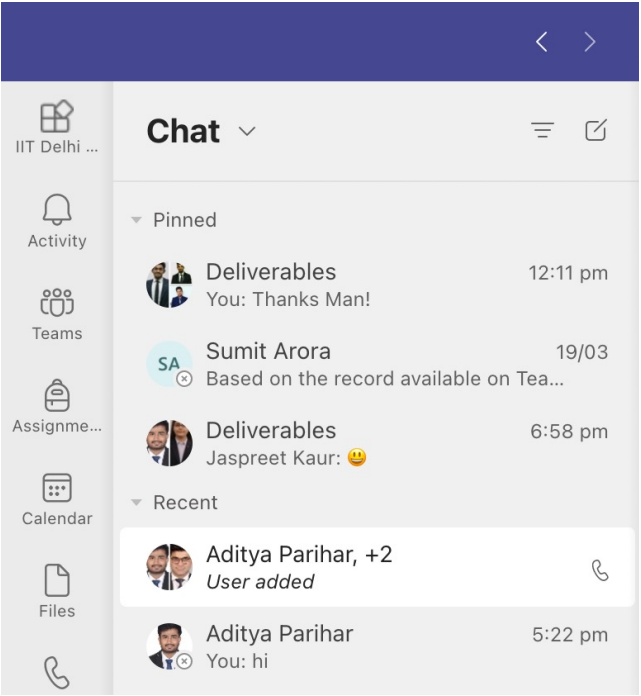 Chat
IIT Delhi ...
Activity
Teams
Assignme...
Calendar
Files
Pinned
Deliverables 12:11 pm
You: Thanks Man!
SA
Sumit Arora 19/03
Based on the record available on Tea...
Deliverables 6:58 pm
Jaspreet Kaur: 😃
Recent
Aditya Parihar, +2
User added
Aditya Parihar 5:22 pm
You: hi